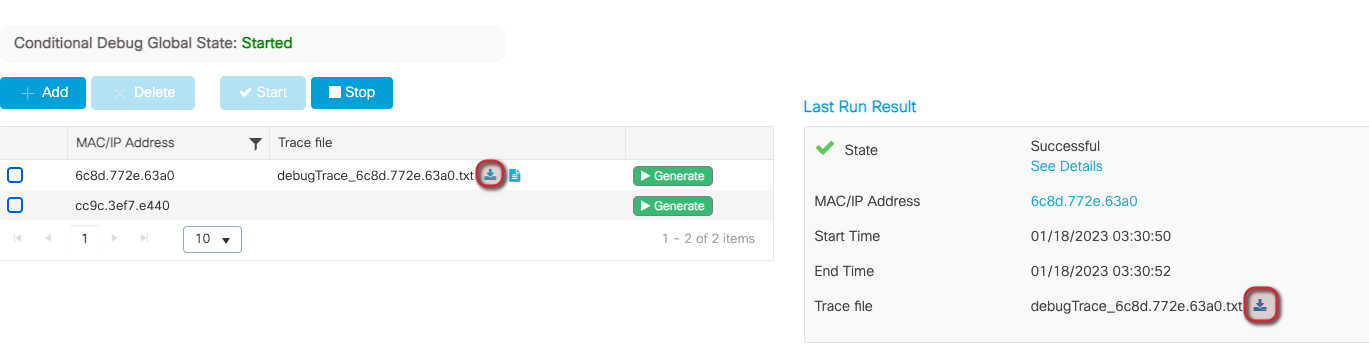 Conditional Debug Global State: Started
Add Delete Start Stop
MAC/IP Address Trace file
6c8d.772e.63a0 debugTrace_6c8d.772e.63a0.txt Generate
cc9c.3ef7.e440 Generate
1 10 1 - 2 of 2 items
Last Run Result
State Successful
See Details
MAC/IP Address 6c8d.772e.63a0
Start Time 01/18/2023 03:30:50
End Time 01/18/2023 03:30:52
Trace file debugTrace_6c8d.772e.63a0.txt